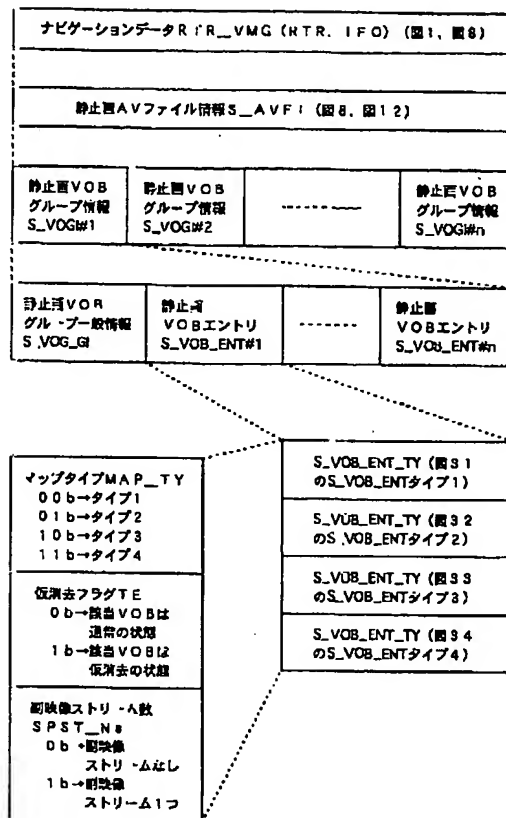 ナビゲーションデータRTR_VMG (RTR. IFO) (図1, 図8)
静止画AVファイル情報S_AVFI (図8, 図12)
静止画VOB
グループ情報
S_VOGI#1
静止画VOB
グループ情報
S_VOGI#2
静止画VOB
グループ情報
S_VOGI#n
静止画VOB
グループ一般情報
S_VOG_GI
静止画
VOBエントリ
S_VOB_ENT#1
静止画
VOBエントリ
S_VOB_ENT#n
マップタイプMAP_TY
00b→タイプ1
01b→タイプ2
10b→タイプ3
11b→タイプ4
仮消去フラグTE
0b→該当VOBは
通常の状態
1b→該当VOBは
仮消去の状態
副映像ストリーム数
SPST_Ns
0b→副映像
ストリームなし
1b→副映像
ストリーム1つ
S_VOB_ENT_TY (図31
のS_VOB_ENTタイプ1)
S_VOB_ENT_TY (図32
のS_VOB_ENTタイプ2)
S_VOB_ENT_TY (図33
のS_VOB_ENTタイプ3)
S_VOB_ENT_TY (図34
のS_VOB_ENTタイプ4)